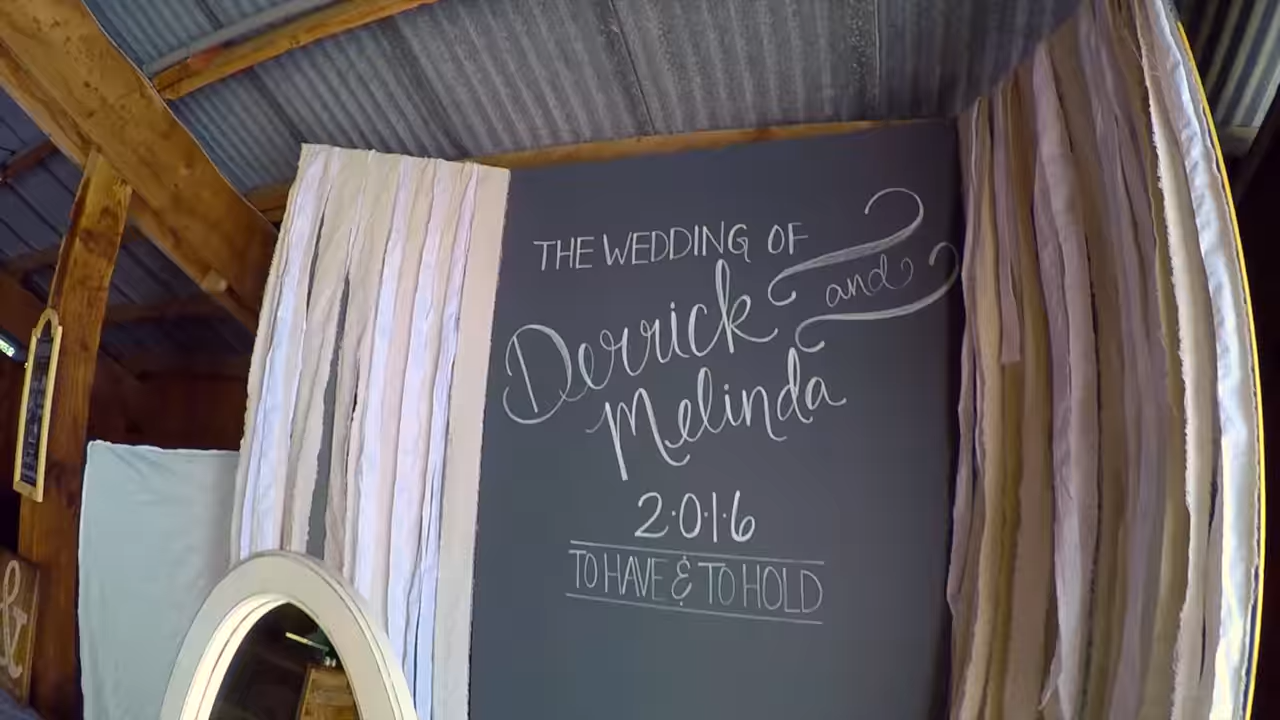 THE WEDDING OF
Derrick and
Melinda
2·0·1·6
TO HAVE & TO HOLD
&